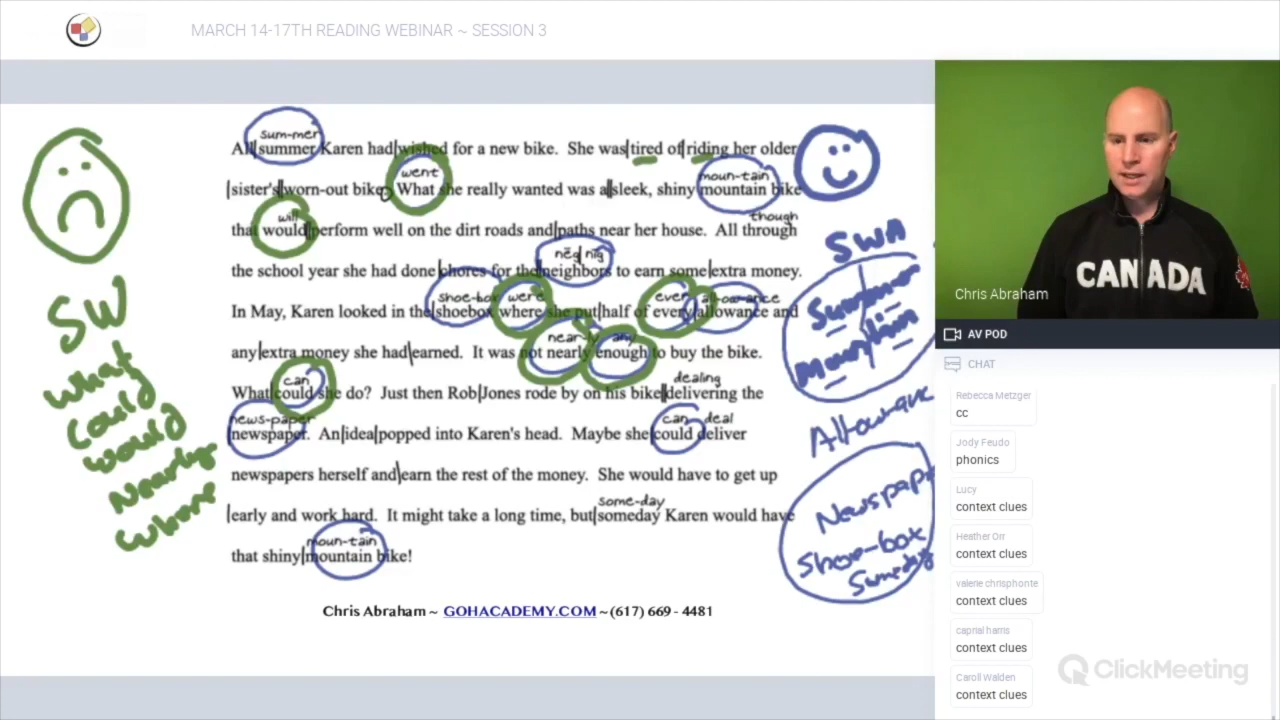 MARCH 14-17TH READING WEBINAR ~ SESSION 3
sum-mer
All summer Karen had wished for a new bike. She was tired of riding her older
went
moun-tain
sister's worn-out bike. What she really wanted was a sleek, shiny mountain bike
will
though
that would perform well on the dirt roads and paths near her house. All through
nēg nīg
the school year she had done chores for the neighbors to earn some extra money.
shoe-box were ever al-ow-ance
In May, Karen looked in the shoebox where she put half of every allowance and
near-ly any
any extra money she had earned. It was not nearly enough to buy the bike.
can dealing
What could she do? Just then Rob Jones rode by on his bike delivering the
news-paper can deal
newspaper. An idea popped into Karen's head. Maybe she could deliver
newspapers herself and earn the rest of the money. She would have to get up
some-day
early and work hard. It might take a long time, but someday Karen would have
moun-tain
that shiny mountain bike!
Chris Abraham ~ GOHACADEMY.COM ~ (617) 669 - 4481
SW
What
Could
Would
Nearly
Where
SWA
Summer
Allowance
Newspap
Shoe-box
Someday
CANADA
Chris Abraham
AV POD
CHAT
Rebecca Metzger
cc
Jody Feudo
phonics
Lucy
context clues
Heather Orr
context clues
valerie chrisphonte
context clues
caprial harris
context clues
Caroll Walden
context clues
ClickMeeting